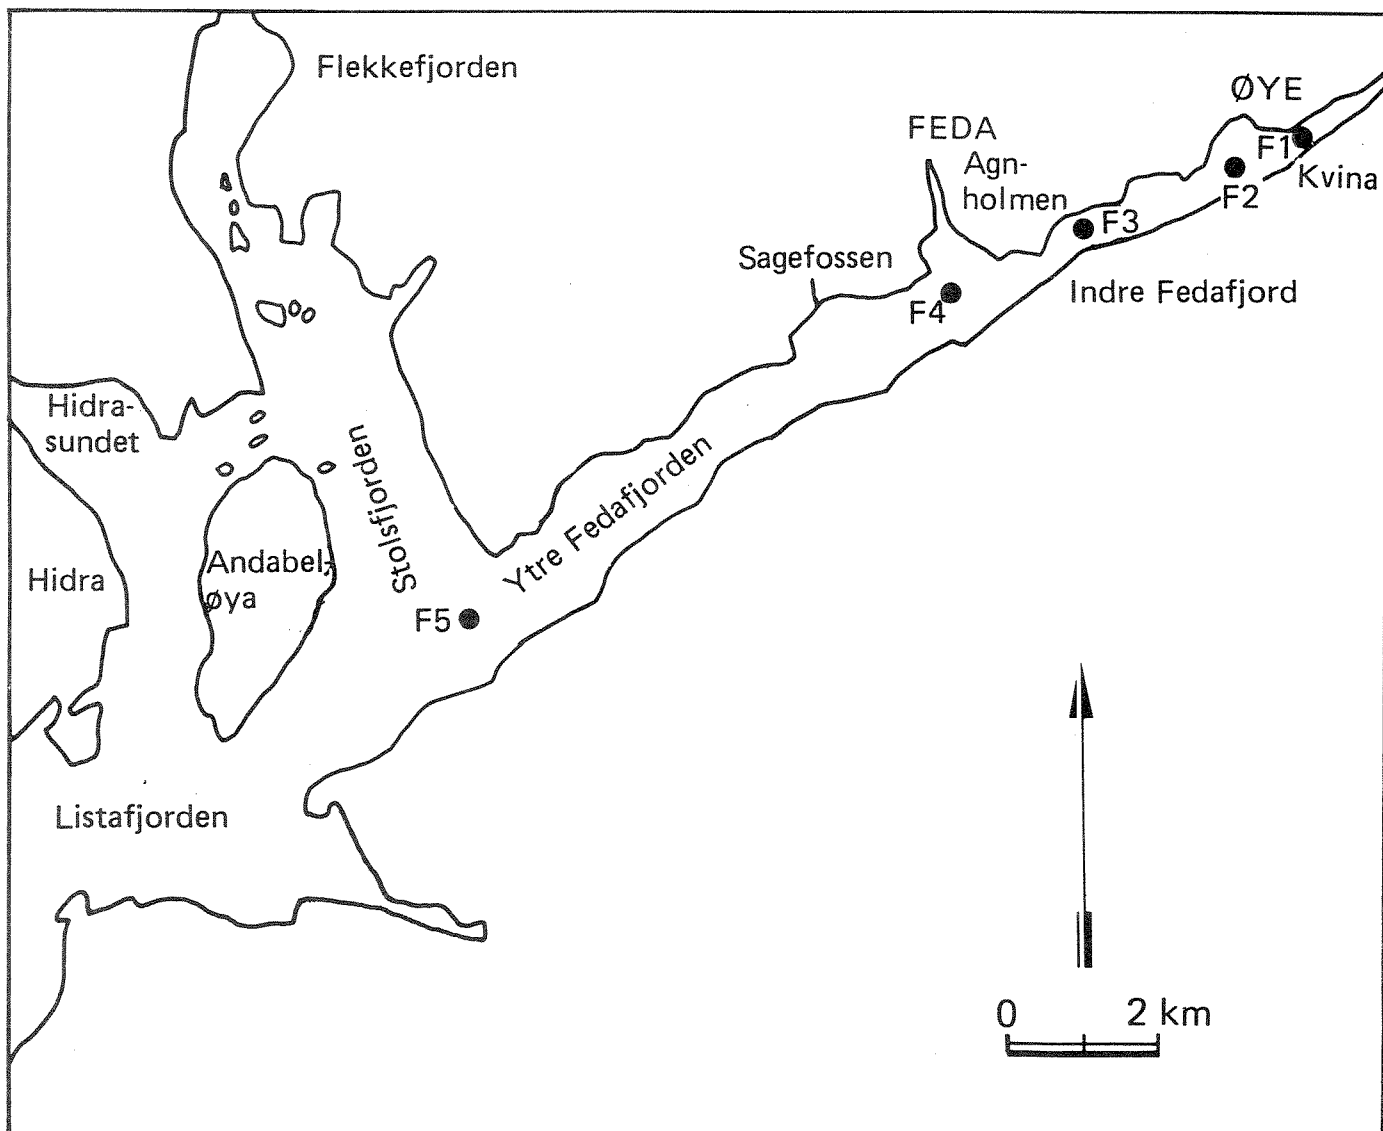 Flekkefjorden
ØYE
FEDA
F1
Agn-
holmen
Kvina
F2
F3
Sagefossen
Indre Fedafjord
F4
Hidra-
sundet
Stolsfjorden
Ytre Fedafjorden
Hidra
Andabel-
øya
F5
Listafjorden
0 2 km